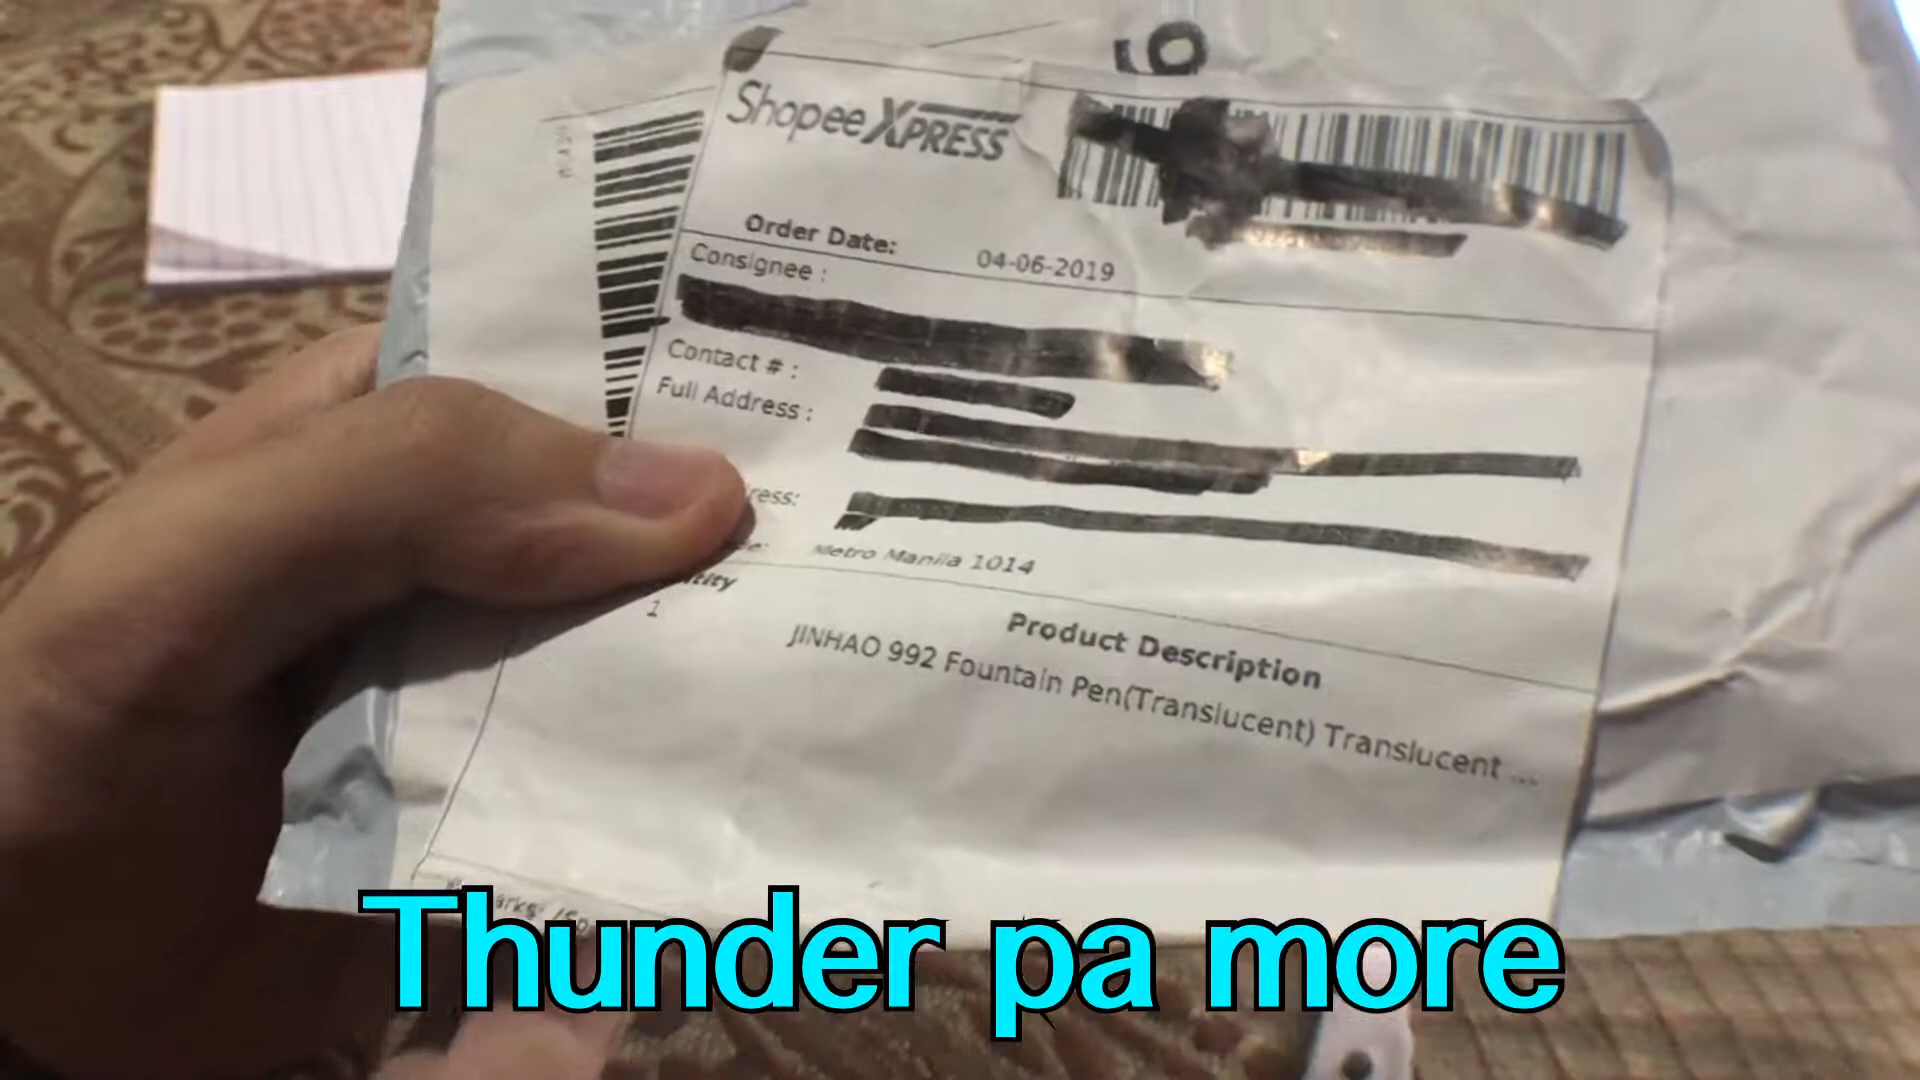 Shopee XPRESS
Order Date: 04-06-2019
Consignee :
Contact # :
Full Address :
Metro Manila 1014
1
Product Description
JINHAO 992 Fountain Pen(Translucent) Translucent ...
Thunder pa more